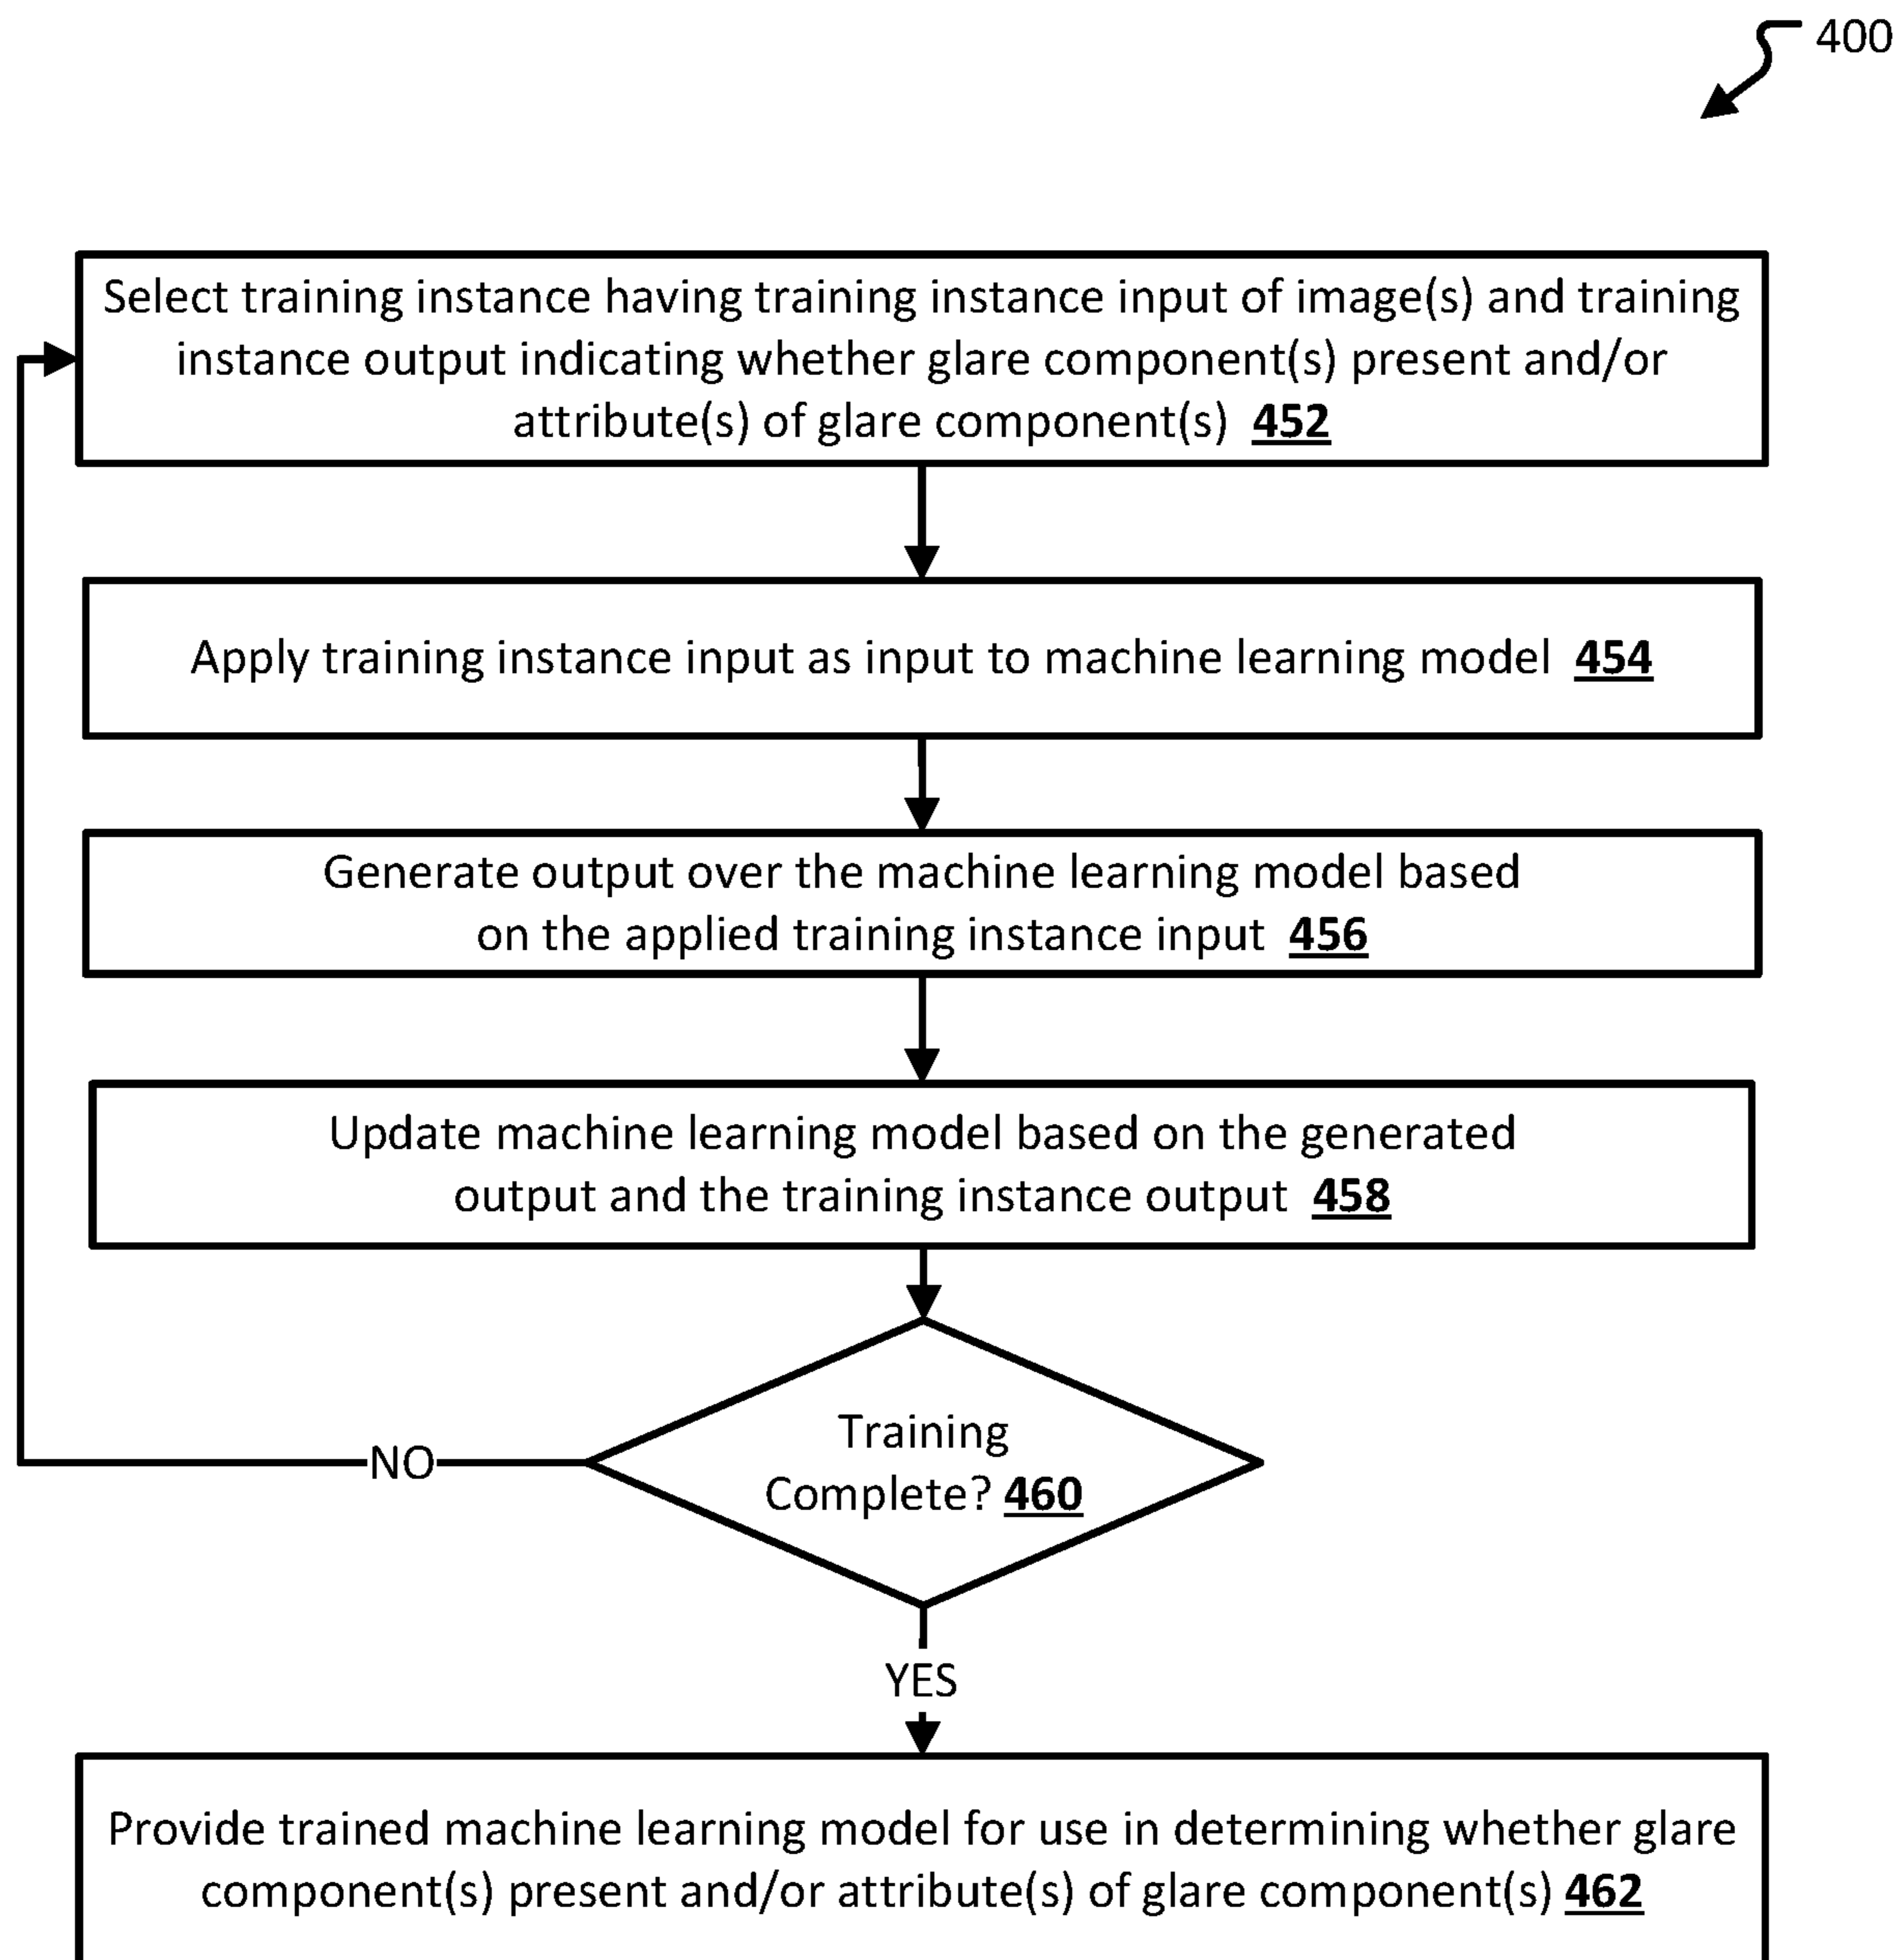 400
Select training instance having training instance input of image(s) and training
instance output indicating whether glare component(s) present and/or
attribute(s) of glare component(s) 452
Apply training instance input as input to machine learning model 454
Generate output over the machine learning model based
on the applied training instance input 456
Update machine learning model based on the generated
output and the training instance output 458
Training
Complete? 460
NO
YES
Provide trained machine learning model for use in determining whether glare
component(s) present and/or attribute(s) of glare component(s) 462